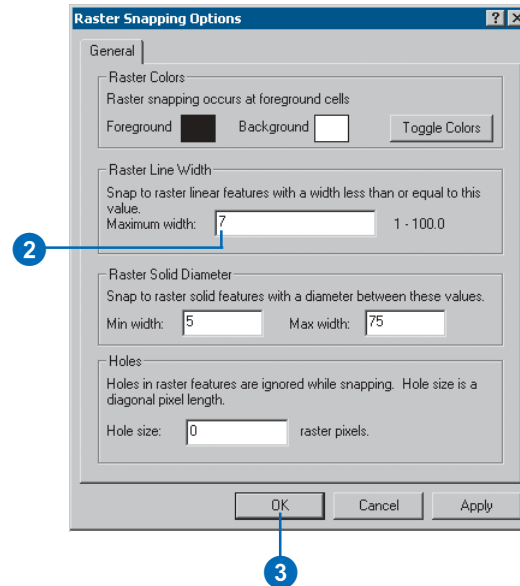 Raster Snapping Options
General
Raster Colors
Raster snapping occurs at foreground cells
Foreground Background Toggle Colors
Raster Line Width
Snap to raster linear features with a width less than or equal to this
value.
Maximum width: 7 1 - 100.0
2
Raster Solid Diameter
Snap to raster solid features with a diameter between these values.
Min width: 5 Max width: 75
Holes
Holes in raster features are ignored while snapping. Hole size is a
diagonal pixel length.
Hole size: 0 raster pixels.
OK Cancel Apply
3